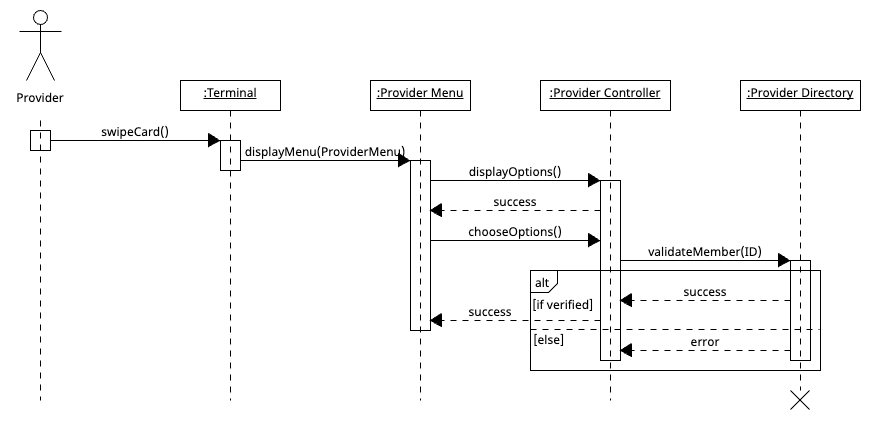 Provider
:Terminal
:Provider Menu
:Provider Controller
:Provider Directory
swipeCard()
displayMenu(ProviderMenu)
displayOptions()
success
chooseOptions()
validateMember(ID)
alt
success
[if verified]
success
[else]
error